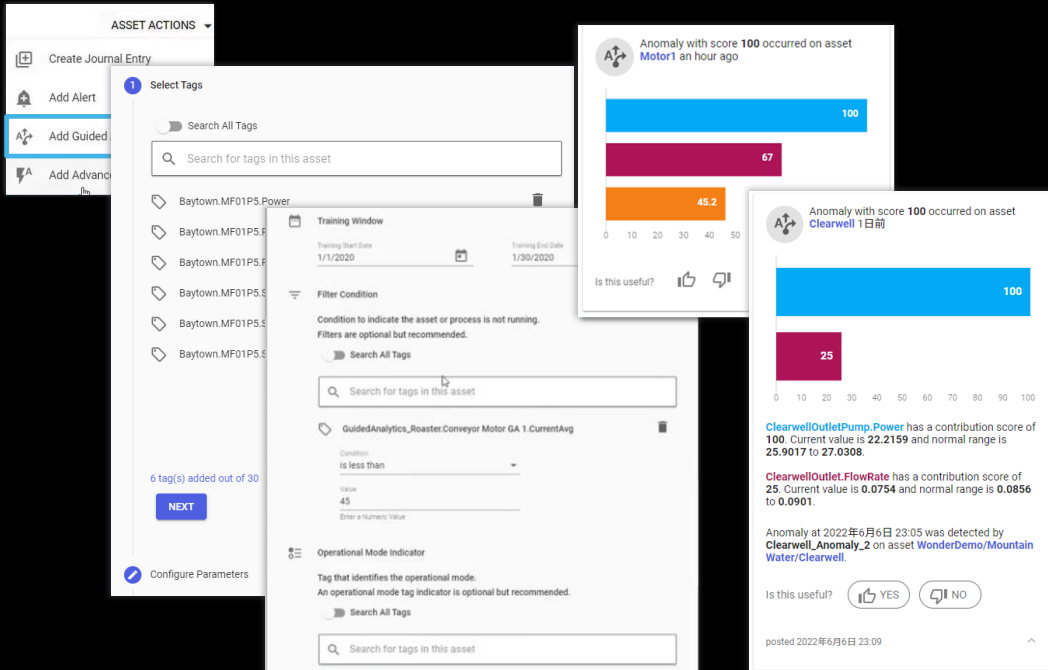 ASSET ACTIONS
Create Journal Entry
Add Alert
Add Guided
Add Advanc
1 Select Tags
Search All Tags
Search for tags in this asset
Baytown.MF01P5.Power
Baytown.MF01P5.
Baytown.MF01P5.
Baytown.MF01P5.S
Baytown.MF01P5.S
Baytown.MF01P5.S
6 tag(s) added out of 30
NEXT
Configure Parameters
Training Window
Training Start Date
Training End Date
1/1/2020
1/30/2020
Filter Condition
Condition to indicate the asset or process is not running.
Filters are optional but recommended.
Search All Tags
Search for tags in this asset
GuidedAnalytics_Roaster.Conveyor Motor GA 1.CurrentAvg
Condition
is less than
Value
45
Enter a Numeric Value
Operational Mode Indicator
Tag that identifies the operational mode.
An operational mode tag indicator is optional but recommended.
Search All Tags
Search for tags in this asset
Anomaly with score 100 occurred on asset
Motor1 an hour ago
100
67
45.2
0 10 20 30 40 50
Is this useful?
Anomaly with score 100 occurred on asset
Clearwell 1日前
100
25
0 10 20 30 40 50 60 70 80 90 100
ClearwellOutletPump.Power has a contribution score of
100. Current value is 22.2159 and normal range is
25.9017 to 27.0308.
ClearwellOutlet.FlowRate has a contribution score of
25. Current value is 0.0754 and normal range is 0.0856
to 0.0901.
Anomaly at 2022年6月6日 23:05 was detected by
Clearwell_Anomaly_2 on asset WonderDemo/Mountain
Water/Clearwell.
Is this useful?
YES
NO
posted 2022年6月6日 23:09